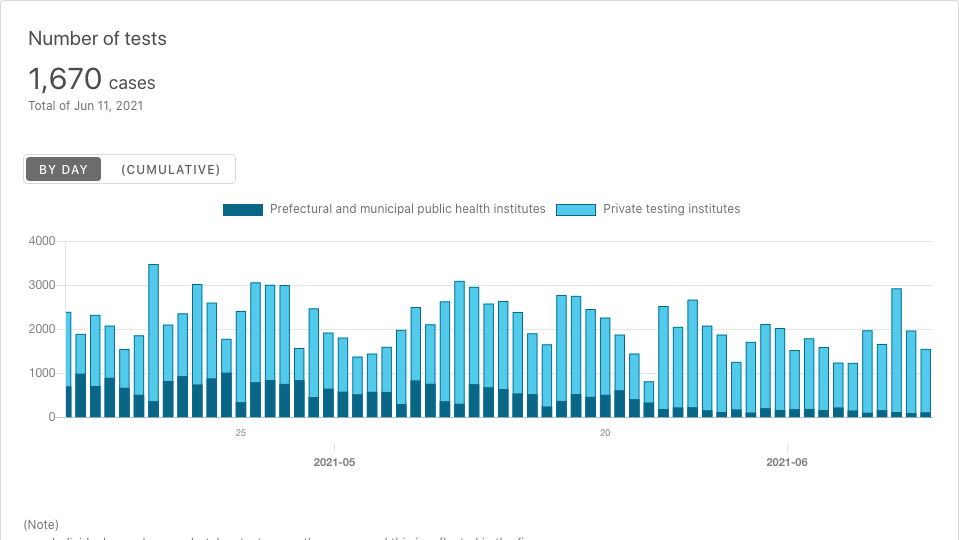 Number of tests
1,670 cases
Total of Jun 11, 2021
BY DAY (CUMULATIVE)
Prefectural and municipal public health institutes Private testing institutes
4000
3000
2000
1000
0
25 20
2021-05 2021-06
(Note)